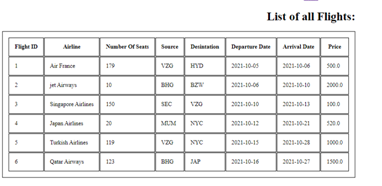 List of all Flights:
Flight ID Airline Number Of Seats Source Desintation Departure Date Arrival Date Price
1 Air France 179 VZG HYD 2021-10-05 2021-10-06 500.0
2 jet Airways 10 BHG BZW 2021-10-06 2021-10-10 2000.0
3 Singapore Airlines 150 SEC VZG 2021-10-10 2021-10-13 100.0
4 Japan Airlines 20 MUM NYC 2021-10-12 2021-10-21 520.0
5 Turkish Airlines 119 VZG NYC 2021-10-15 2021-10-28 1000.0
6 Qatar Airways 123 BHG JAP 2021-10-16 2021-10-27 1500.0